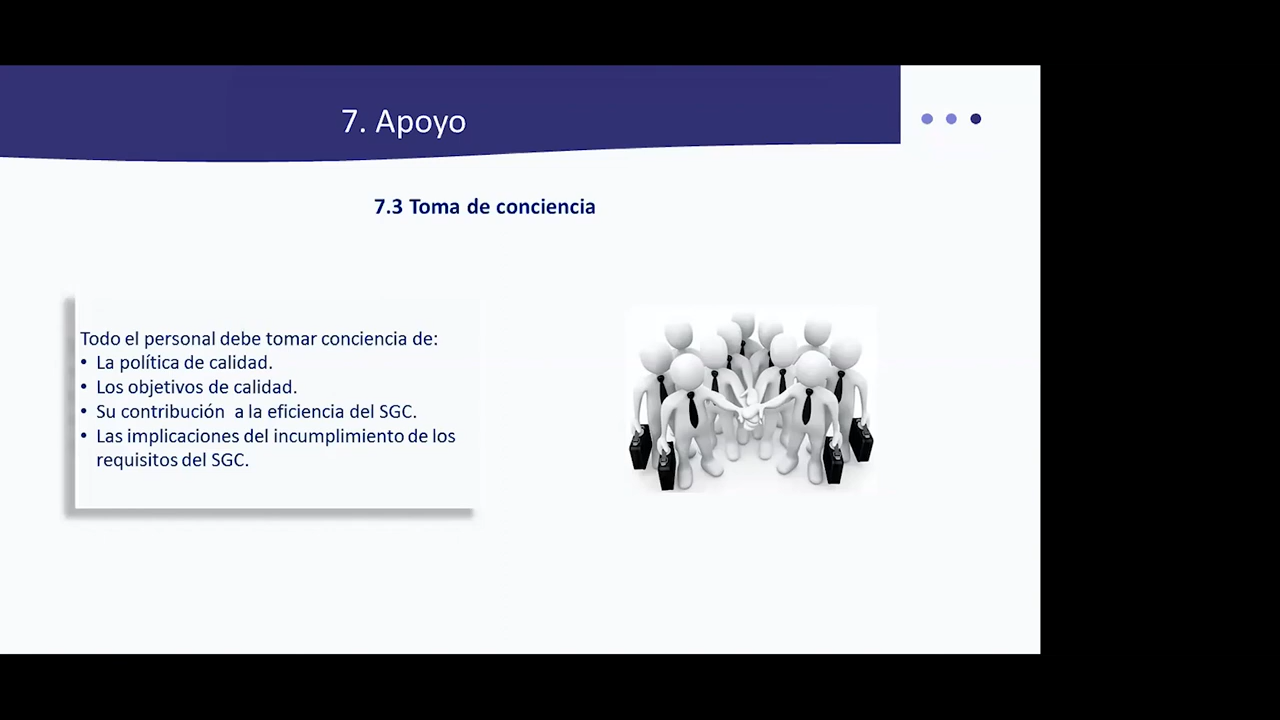 7. Apoyo
7.3 Toma de conciencia
Todo el personal debe tomar conciencia de:
• La política de calidad.
• Los objetivos de calidad.
• Su contribución  a la eficiencia del SGC.
• Las implicaciones del incumplimiento de los
requisitos del SGC.